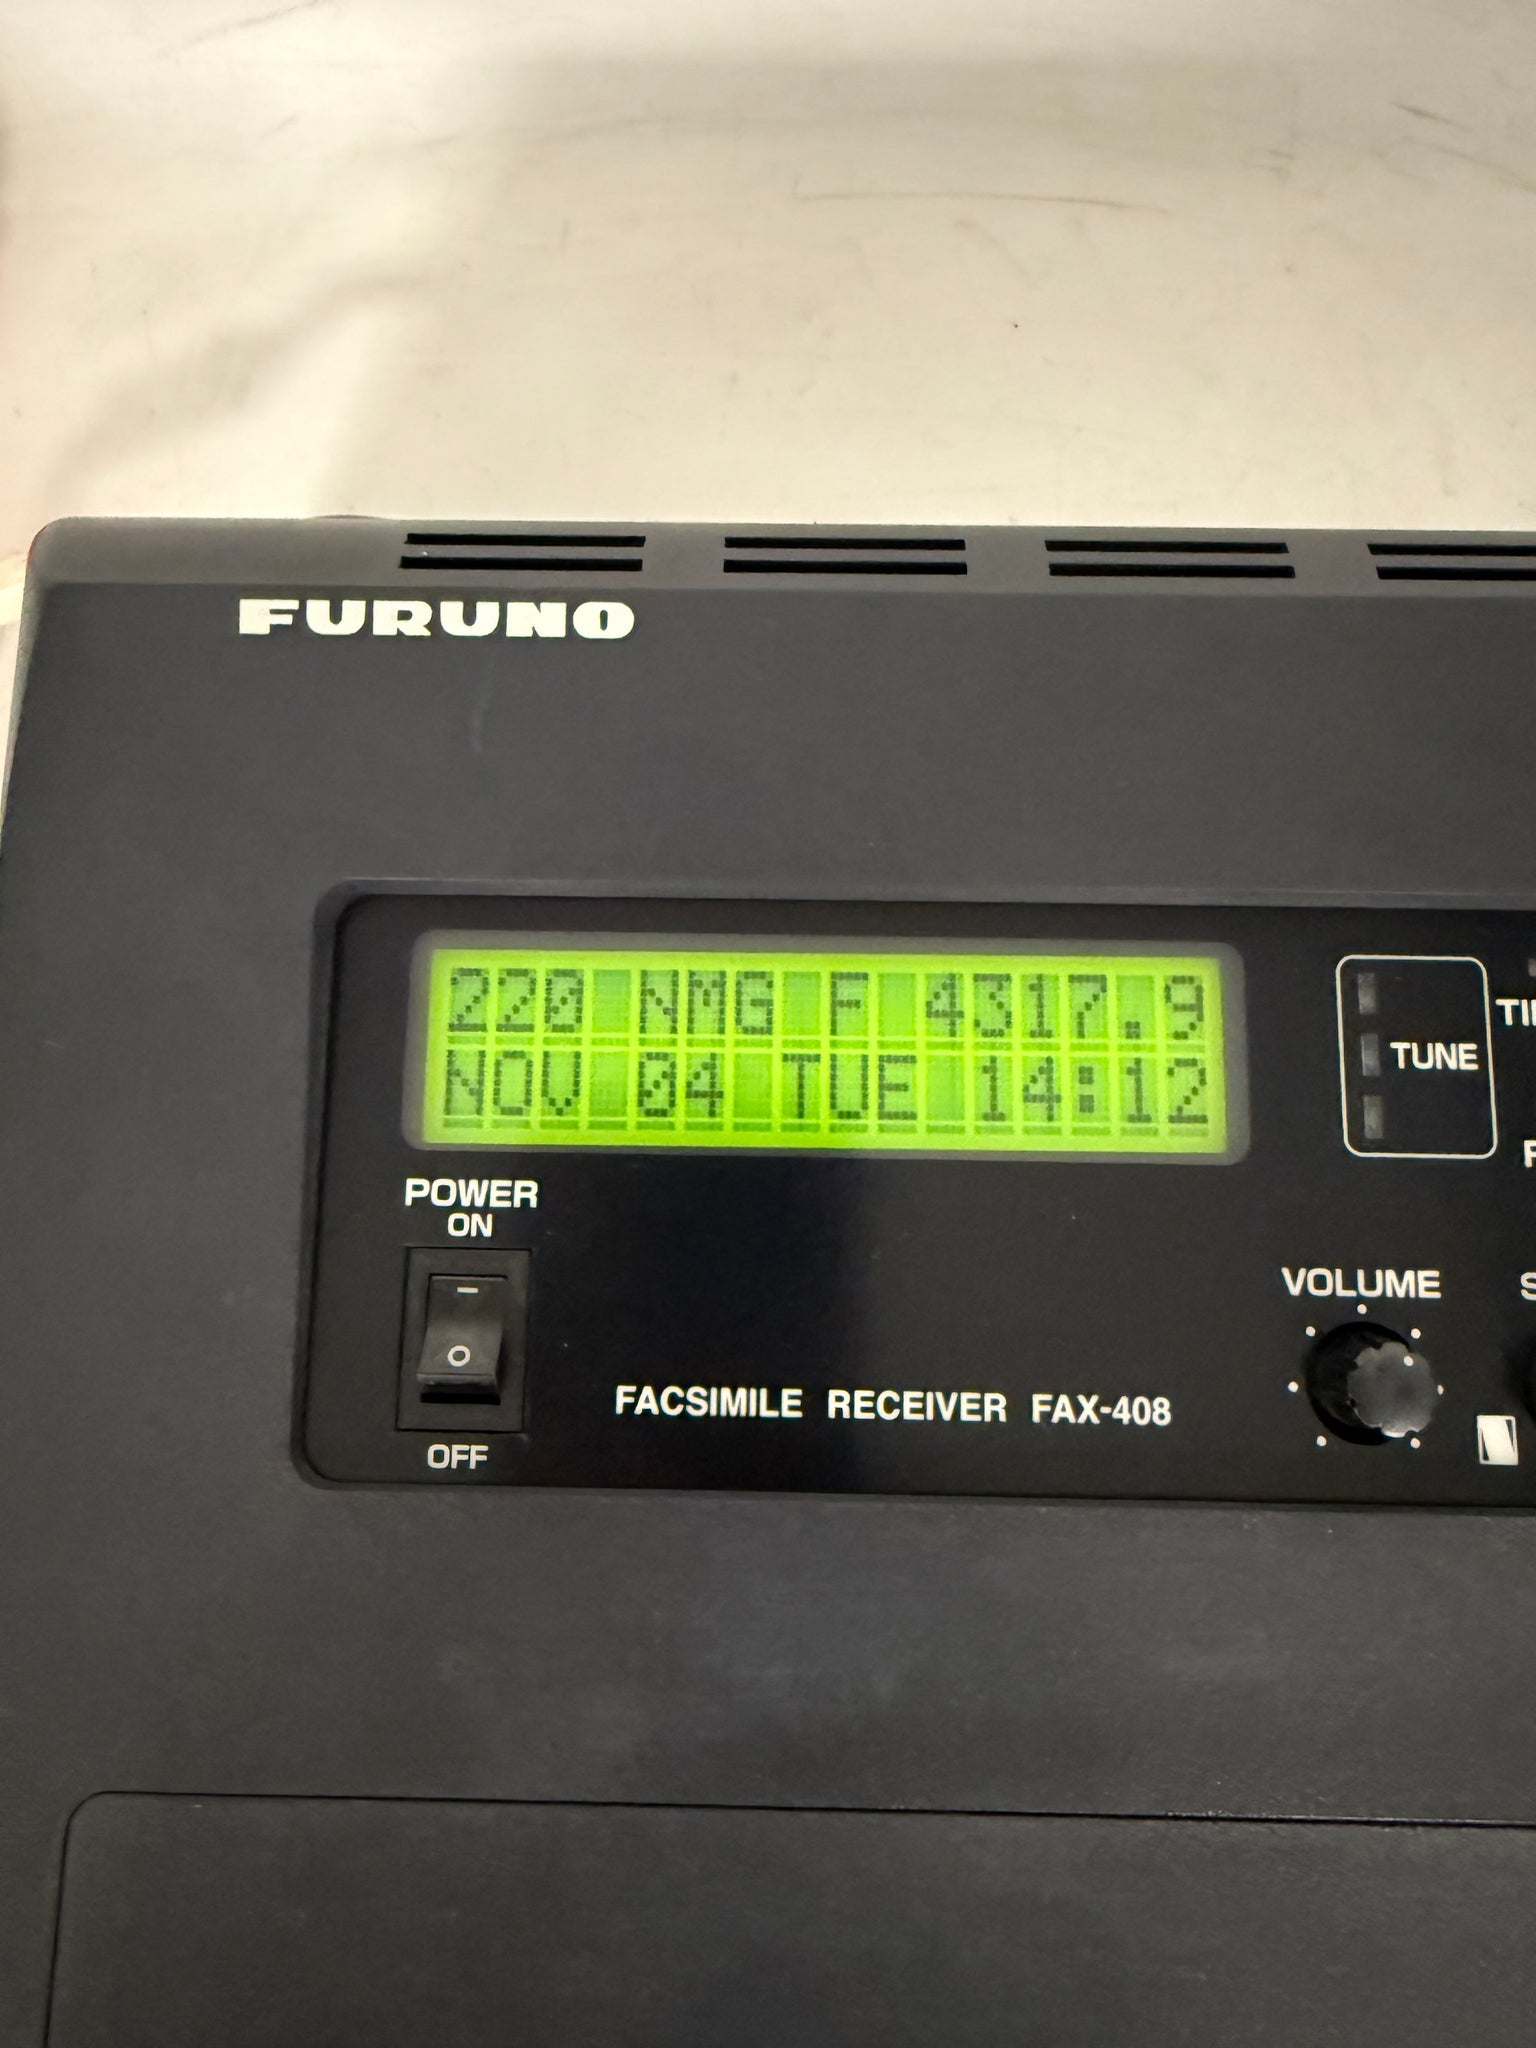 FURUNO
220 NMG F 4317.9
NOV 04 TUE 14:12
TUNE
POWER
ON
OFF
FACSIMILE RECEIVER FAX-408
VOLUME